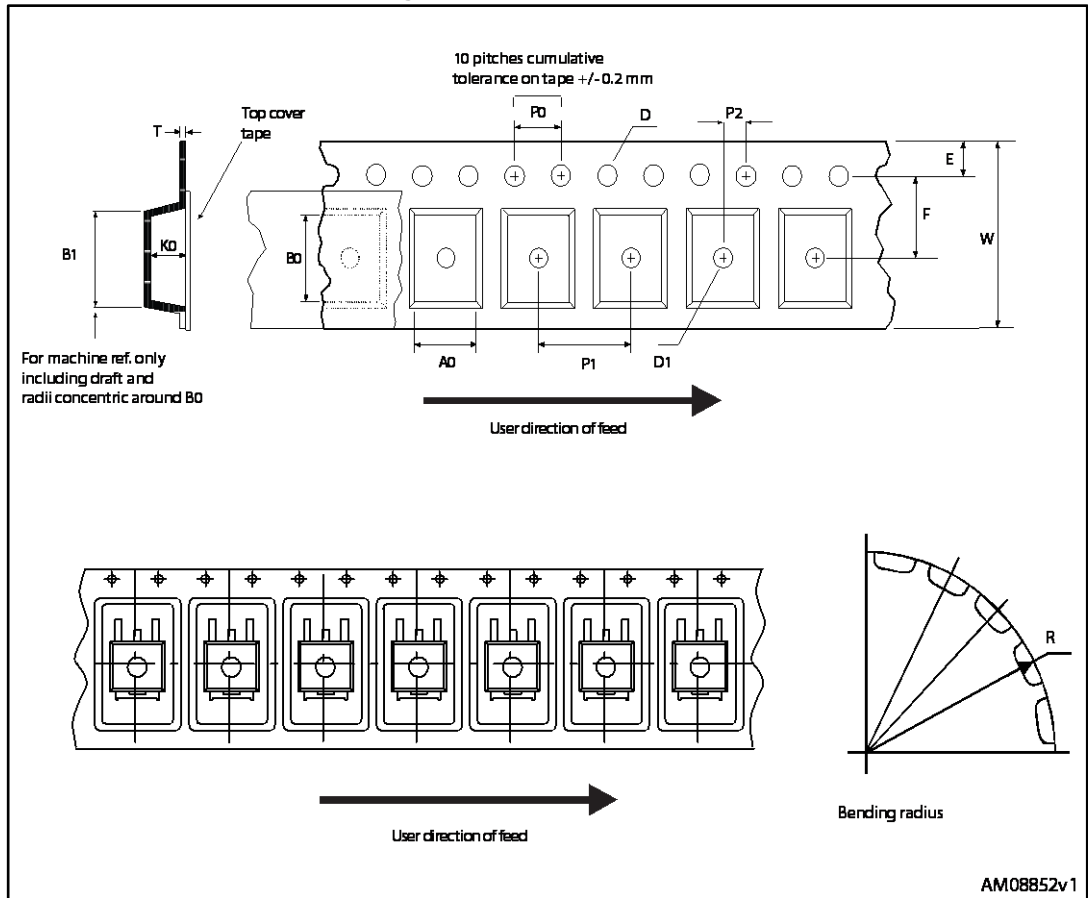 10 pitches cumulative
tolerance on tape +/- 0.2 mm
Top cover
tape
T
P0
D
P2
E
F
W
B1
K0
B0
For machine ref. only
including draft and
radii concentric around B0
A0
P1
D1
User direction of feed
R
Bending radius
User direction of feed
AM08852v1